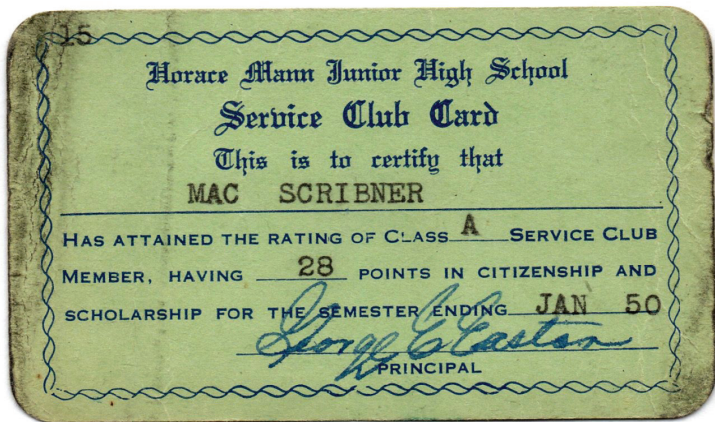 15
Horace Mann Junior High School
Service Club Card
This is to certify that
MAC SCRIBNER
HAS ATTAINED THE RATING OF CLASS A SERVICE CLUB
MEMBER, HAVING 28 POINTS IN CITIZENSHIP AND
SCHOLARSHIP FOR THE SEMESTER ENDING JAN 50
George E Easton
PRINCIPAL